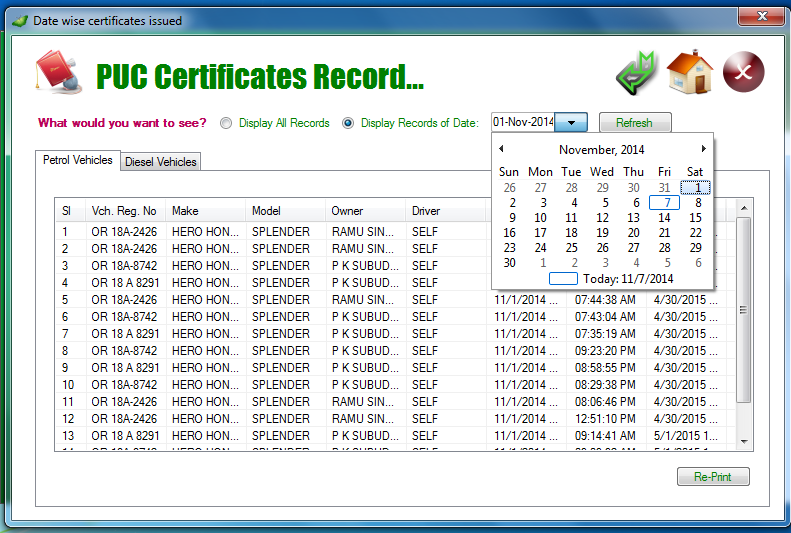 Date wise certificates issued
PUC Certificates Record...
What would you want to see? Display All Records Display Records of Date: 01-Nov-2014 Refresh
November, 2014
Petrol Vehicles Diesel Vehicles
Sun Mon Tue Wed Thu Fri Sat
26 27 28 29 30 31 1
2 3 4 5 6 7 8
9 10 11 12 13 14 15
16 17 18 19 20 21 22
23 24 25 26 27 28 29
30 1 2 3 4 5 6
Today: 11/7/2014
Sl Vch. Reg. No Make Model Owner Driver
1 OR 18A-2426 HERO HON... SPLENDER RAMU SIN... SELF
2 OR 18A-2426 HERO HON... SPLENDER RAMU SIN... SELF
3 OR 18A-8742 HERO HON... SPLENDER P K SUBUD... SELF
4 OR 18 A 8291 HERO HON... SPLENDER P K SUBUD... SELF
5 OR 18A-2426 HERO HON... SPLENDER RAMU SIN... SELF 11/1/2014 ... 07:44:38 AM 4/30/2015 ...
6 OR 18A-8742 HERO HON... SPLENDER P K SUBUD... SELF 11/1/2014 ... 07:43:04 AM 4/30/2015 ...
7 OR 18 A 8291 HERO HON... SPLENDER P K SUBUD... SELF 11/1/2014 ... 07:35:19 AM 4/30/2015 ...
8 OR 18A-8742 HERO HON... SPLENDER P K SUBUD... SELF 11/1/2014 ... 09:23:20 PM 4/30/2015 ...
9 OR 18 A 8291 HERO HON... SPLENDER P K SUBUD... SELF 11/1/2014 ... 08:58:55 PM 4/30/2015 ...
10 OR 18A-8742 HERO HON... SPLENDER P K SUBUD... SELF 11/1/2014 ... 08:29:38 PM 4/30/2015 ...
11 OR 18A-2426 HERO HON... SPLENDER RAMU SIN... SELF 11/1/2014 ... 08:06:46 PM 4/30/2015 ...
12 OR 18A-2426 HERO HON... SPLENDER RAMU SIN... SELF 11/1/2014 ... 12:51:10 PM 4/30/2015 ...
13 OR 18 A 8291 HERO HON... SPLENDER P K SUBUD... SELF 11/1/2014 ... 09:14:41 AM 5/1/2015 1...
Re-Print